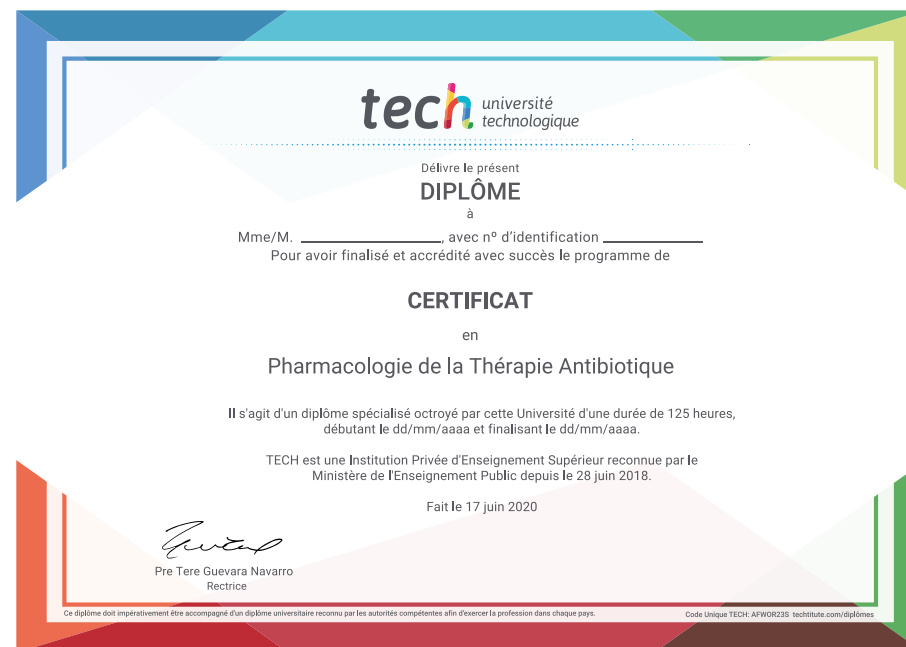 tech université
technologique
Délivre le présent
DIPLÔME
à
Mme/M. ____________________, avec nº d'identification ______________
Pour avoir finalisé et accrédité avec succès le programme de
CERTIFICAT
en
Pharmacologie de la Thérapie Antibiotique
Il s'agit d'un diplôme spécialisé octroyé par cette Université d'une durée de 125 heures,
débutant le dd/mm/aaaa et finalisant le dd/mm/aaaa.
TECH est une Institution Privée d'Enseignement Supérieur reconnue par le
Ministère de l'Enseignement Public depuis le 28 juin 2018.
Fait le 17 juin 2020
Pre Tere Guevara Navarro
Rectrice
Ce diplôme doit impérativement être accompagné d'un diplôme universitaire reconnu par les autorités compétentes afin d'exercer la profession dans chaque pays.
Code Unique TECH: AFWOR23S techtitute.com/diplômes